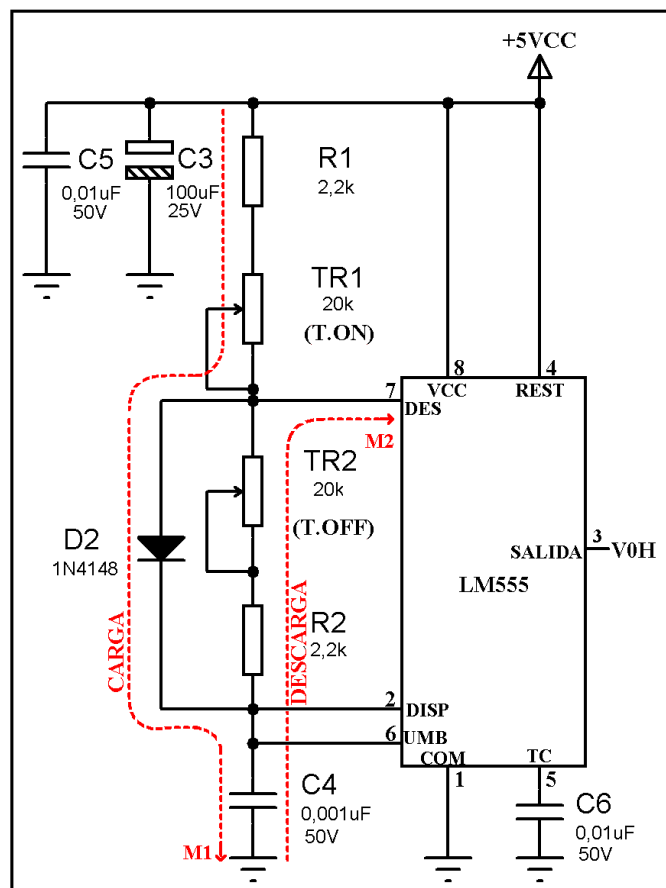 +5VCC
C5
0,01uF
50V
C3
100uF
25V
R1
2,2k
TR1
20k
(T.ON)
8
VCC
4
REST
7
DES
M2
TR2
20k
(T.OFF)
D2
1N4148
CARGA
DESCARGA
R2
2,2k
3
SALIDA
V0H
LM555
2
DISP
6
UMB
COM
1
TC
5
C4
0,001uF
50V
M1
C6
0,01uF
50V